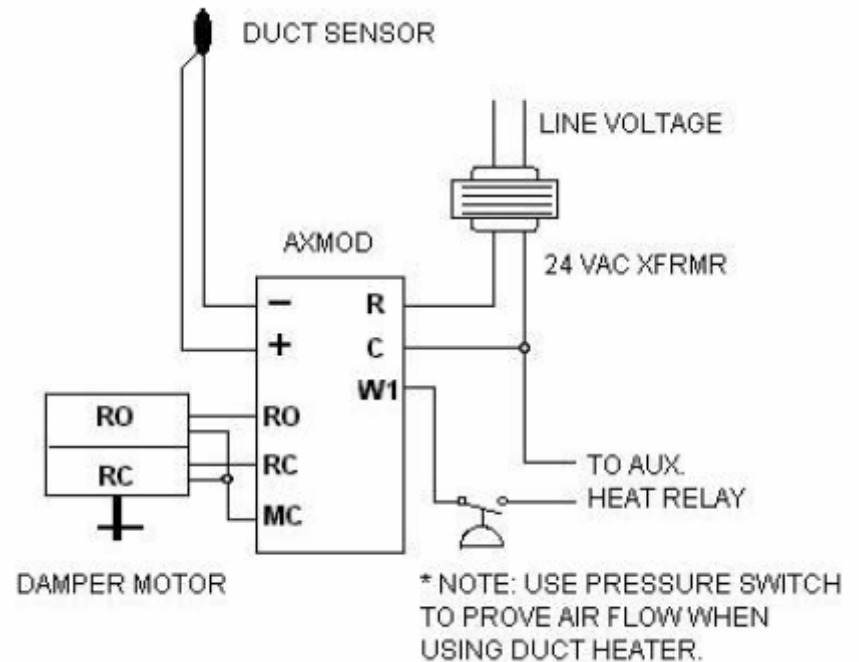 DUCT SENSOR
LINE VOLTAGE
AXMOD
24 VAC XFRMR
− R
+ C
W1
RO RO
RC RC
MC
TO AUX.
HEAT RELAY
DAMPER MOTOR
* NOTE: USE PRESSURE SWITCH
TO PROVE AIR FLOW WHEN
USING DUCT HEATER.